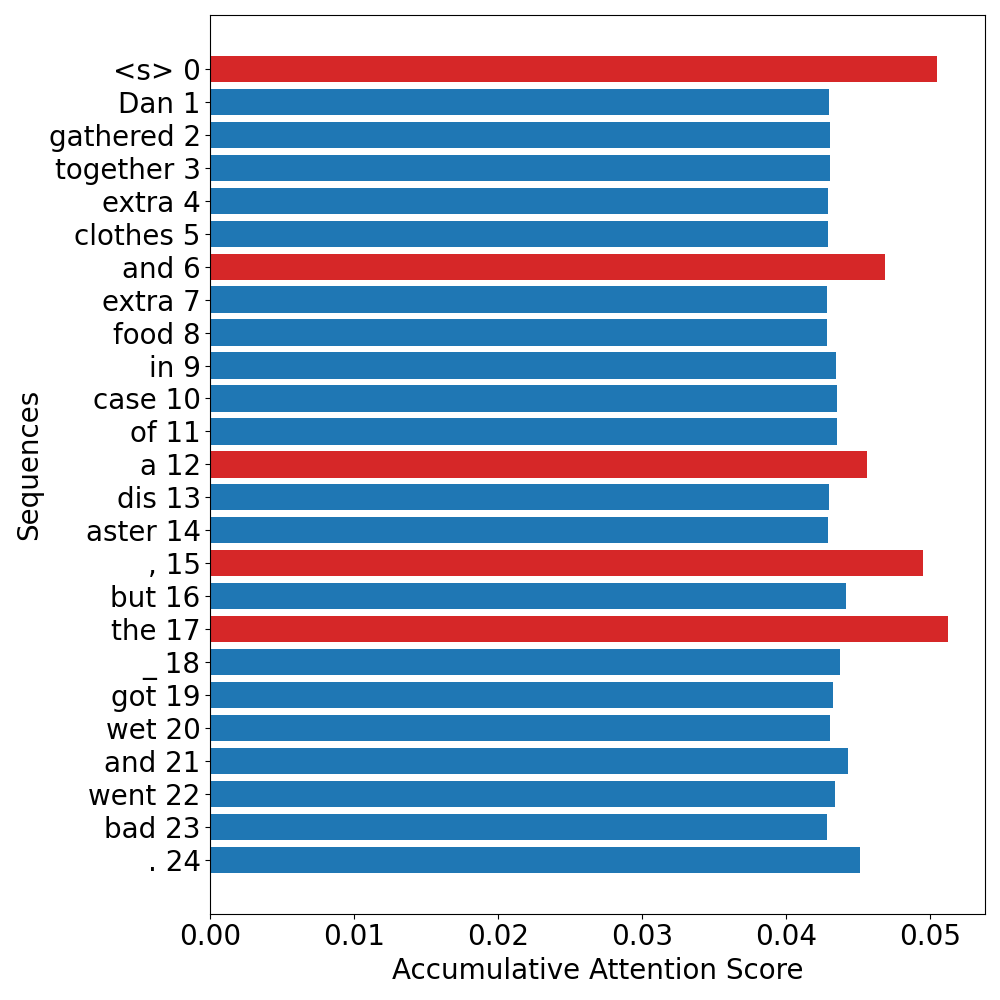 <s> 0
Dan 1
gathered 2
together 3
extra 4
clothes 5
and 6
extra 7
food 8
in 9
case 10
of 11
a 12
dis 13
aster 14
, 15
but 16
the 17
_ 18
got 19
wet 20
and 21
went 22
bad 23
. 24
Sequences
0.00 0.01 0.02 0.03 0.04 0.05
Accumulative Attention Score